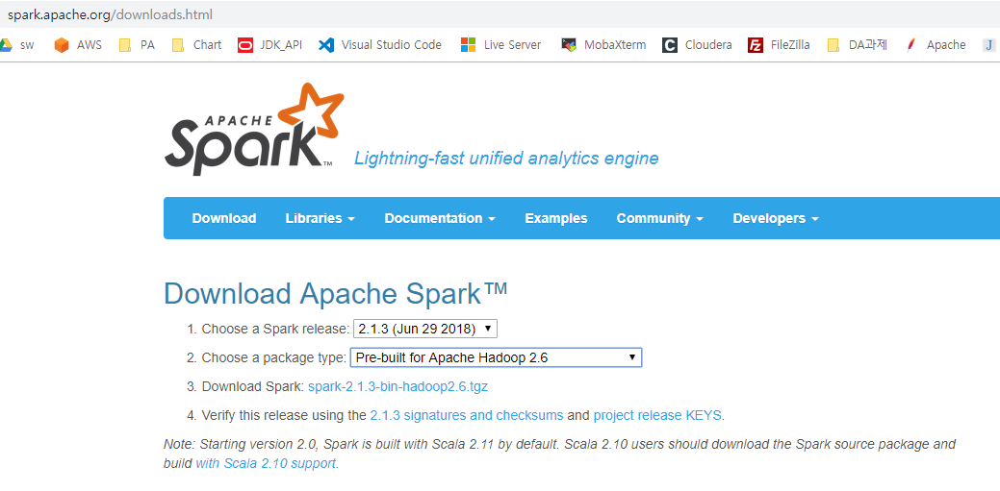 spark.apache.org/downloads.html
sw AWS PA Chart JDK_API Visual Studio Code Live Server MobaXterm Cloudera FileZilla DA과제 Apache J
APACHE
Spark™ Lightning-fast unified analytics engine
Download Libraries Documentation Examples Community Developers
Download Apache Spark™
1. Choose a Spark release: 2.1.3 (Jun 29 2018)
2. Choose a package type: Pre-built for Apache Hadoop 2.6
3. Download Spark: spark-2.1.3-bin-hadoop2.6.tgz
4. Verify this release using the 2.1.3 signatures and checksums and project release KEYS.
Note: Starting version 2.0, Spark is built with Scala 2.11 by default. Scala 2.10 users should download the Spark source package and
build with Scala 2.10 support.